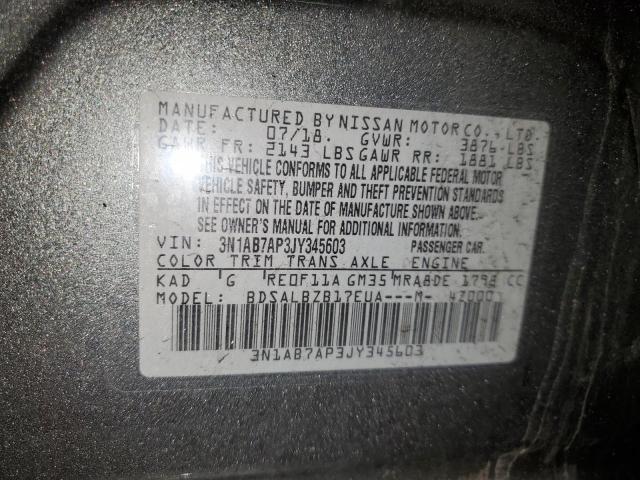 MANUFACTURED BY NISSAN MOTOR CO., LTD.
DATE: 07/18. GVWR: 3876 LBS
GAWR FR: 2143 LBS GAWR RR: 1881 LBS
THIS VEHICLE CONFORMS TO ALL APPLICABLE FEDERAL MOTOR
VEHICLE SAFETY, BUMPER AND THEFT PREVENTION STANDARDS
IN EFFECT ON THE DATE OF MANUFACTURE SHOWN ABOVE.
SEE OWNER'S MANUAL FOR ADDITIONAL INFORMATION.
VIN: 3N1AB7AP3JY345603 PASSENGER CAR.
COLOR TRIM TRANS AXLE ENGINE
KAD G RE0F11A GM35 MRA8DE 1798 CC
MODEL: BDSALBZB17EUA---M-
3N1AB7AP3JY345603